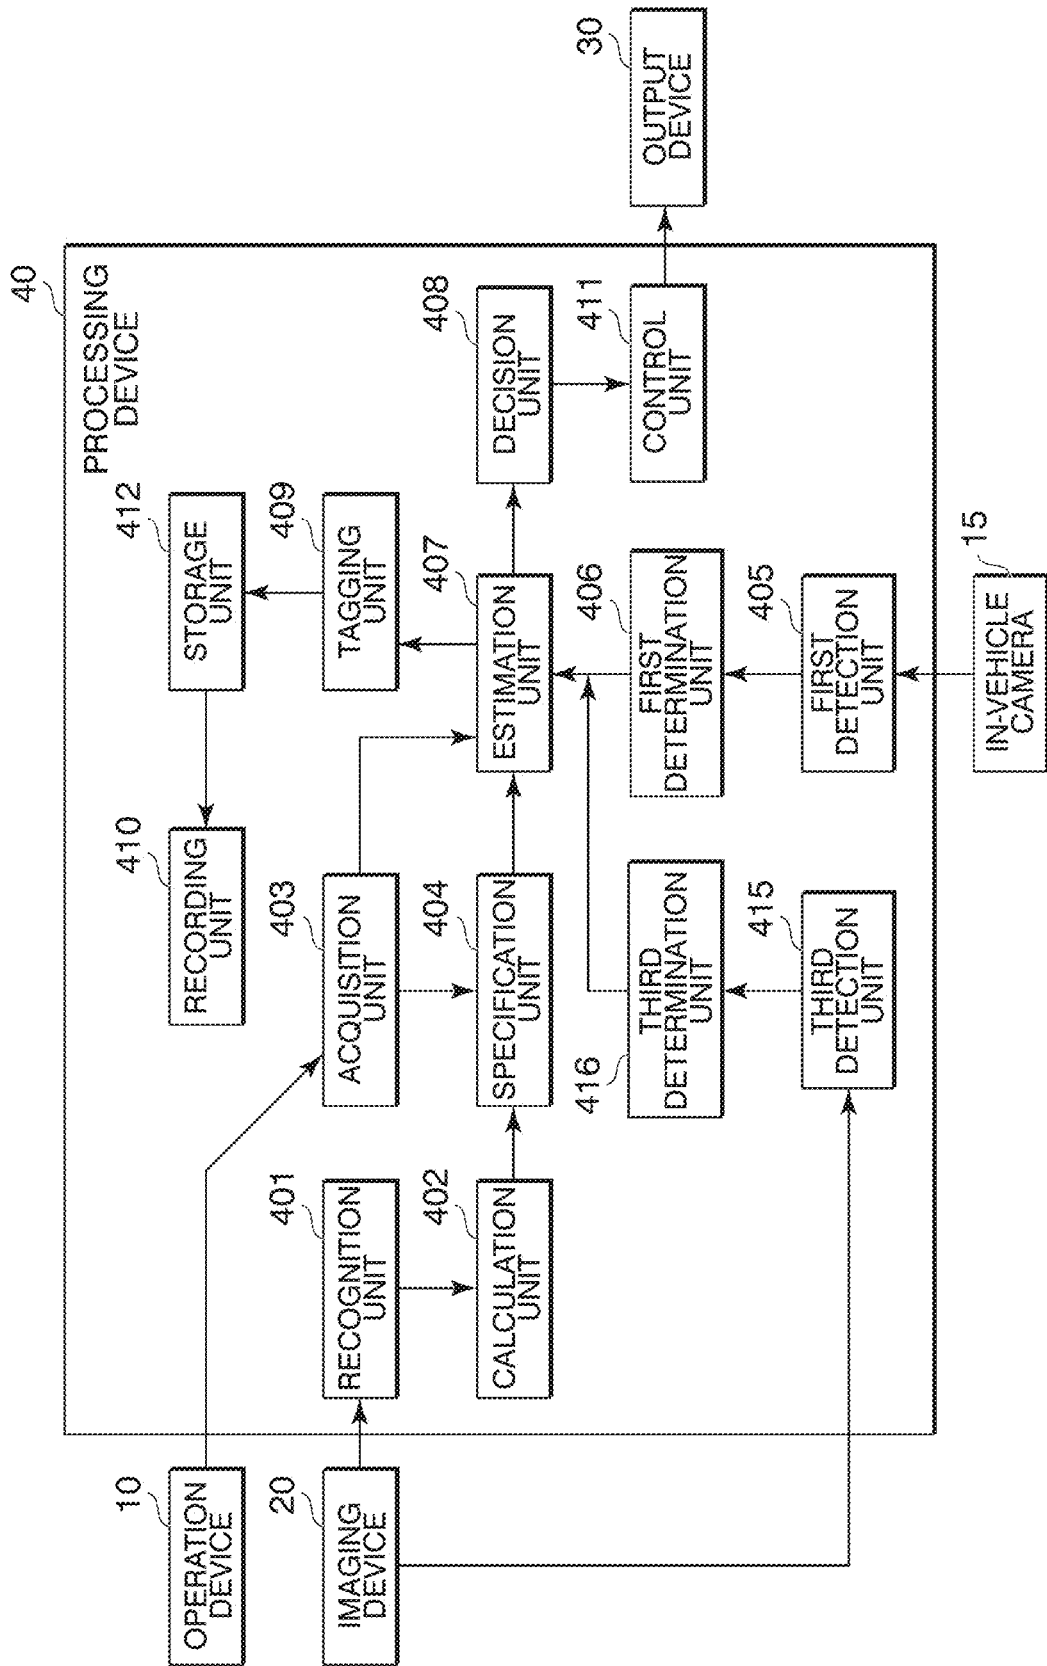 40
PROCESSING
DEVICE
10
OPERATION
DEVICE
20
IMAGING
DEVICE
401
RECOGNITION
UNIT
402
CALCULATION
UNIT
403
ACQUISITION
UNIT
404
SPECIFICATION
UNIT
410
RECORDING
UNIT
412
STORAGE
UNIT
409
TAGGING
UNIT
407
ESTIMATION
UNIT
408
DECISION
UNIT
411
CONTROL
UNIT
30
OUTPUT
DEVICE
416
THIRD
DETERMINATION
UNIT
415
THIRD
DETECTION
UNIT
406
FIRST
DETERMINATION
UNIT
405
FIRST
DETECTION
UNIT
15
IN-VEHICLE
CAMERA